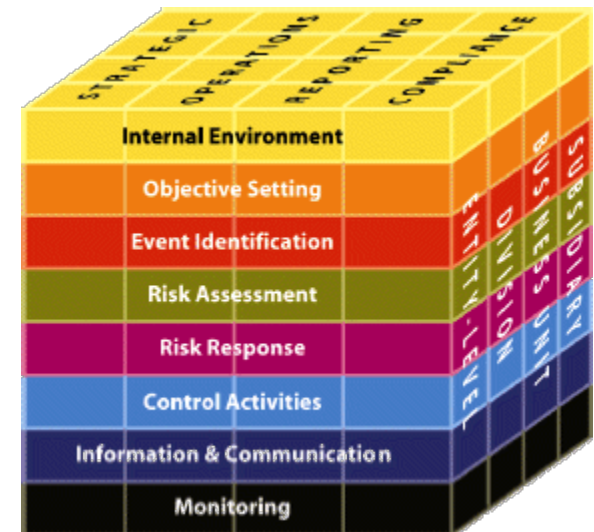 STRATEGIC
OPERATIONS
REPORTING
COMPLIANCE
Internal Environment
Objective Setting
Event Identification
Risk Assessment
Risk Response
Control Activities
Information & Communication
Monitoring
ENTITY-LEVEL
DIVISION
BUSINESS UNIT
SUBSIDIARY